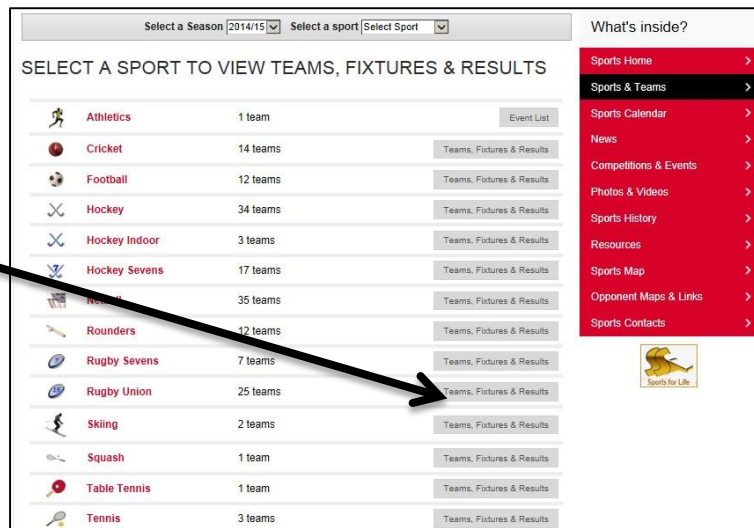 Select a Season 2014/15 Select a sport Select Sport
SELECT A SPORT TO VIEW TEAMS, FIXTURES & RESULTS
Athletics 1 team Event List
Cricket 14 teams Teams, Fixtures & Results
Football 12 teams Teams, Fixtures & Results
Hockey 34 teams Teams, Fixtures & Results
Hockey Indoor 3 teams Teams, Fixtures & Results
Hockey Sevens 17 teams Teams, Fixtures & Results
35 teams Teams, Fixtures & Results
Rounders 12 teams Teams, Fixtures & Results
Rugby Sevens 7 teams Teams, Fixtures & Results
Rugby Union 25 teams Teams, Fixtures & Results
Skiing 2 teams Teams, Fixtures & Results
Squash 1 team Teams, Fixtures & Results
Table Tennis 1 team Teams, Fixtures & Results
Tennis 3 teams Teams, Fixtures & Results
What's inside?
Sports Home
Sports & Teams
Sports Calendar
News
Competitions & Events
Photos & Videos
Sports History
Resources
Sports Map
Opponent Maps & Links
Sports Contacts
Sports for Life